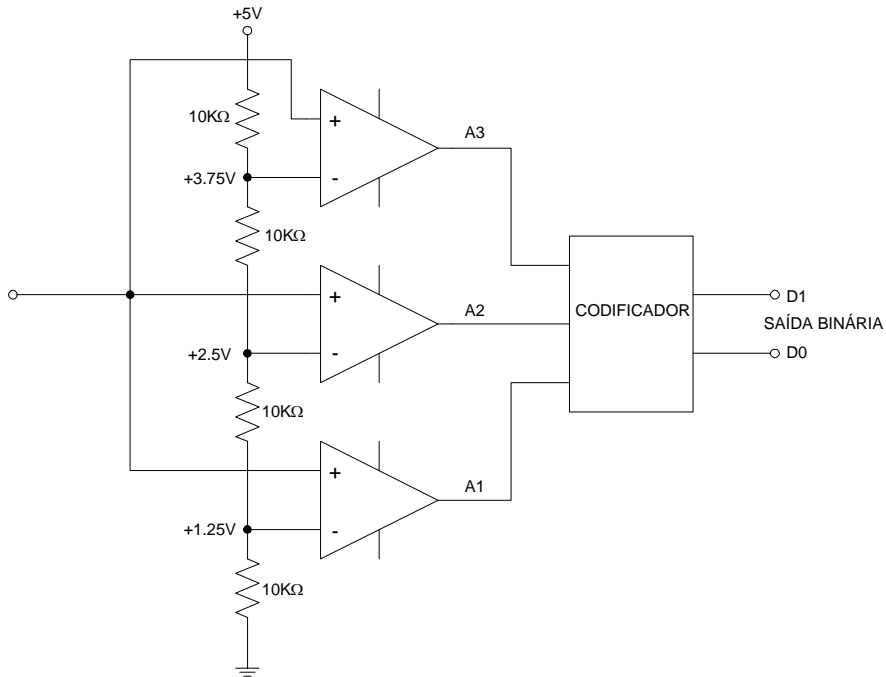 +5V
10KΩ
+
A3
+3.75V
-
10KΩ
+
A2
CODIFICADOR
D1
SAÍDA BINÁRIA
+2.5V
-
D0
10KΩ
+
A1
+1.25V
-
10KΩ